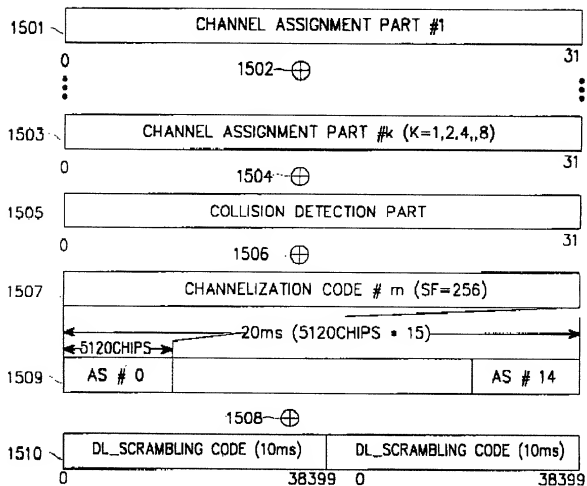 1501 CHANNEL ASSIGNMENT PART #1
0 31
1502
1503 CHANNEL ASSIGNMENT PART #k (K=1,2,4,,8)
0 31
1504
1505 COLLISION DETECTION PART
0 31
1506
1507 CHANNELIZATION CODE # m (SF=256)
20ms (5120CHIPS * 15)
5120CHIPS
1509 AS # 0 AS # 14
1508
1510 DL_SCRAMBLING CODE (10ms) DL_SCRAMBLING CODE (10ms)
0 38399 0 38399